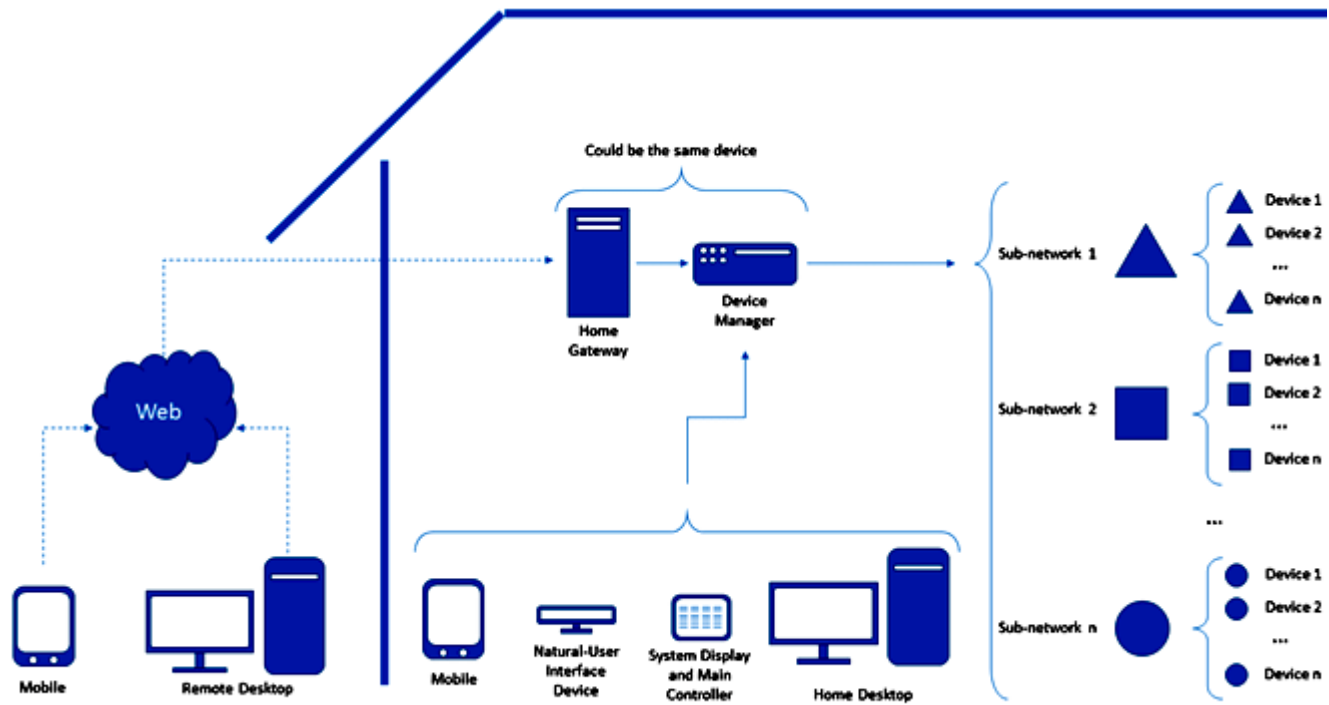 Could be the same device
Home
Gateway
Device
Manager
Web
Mobile
Remote Desktop
Mobile
Natural-User
Interface
Device
System Display
and Main
Controller
Home Desktop
Sub-network 1
Device 1
Device 2
...
Device n
Sub-network 2
Device 1
Device 2
...
Device n
...
Sub-network n
Device 1
Device 2
...
Device n